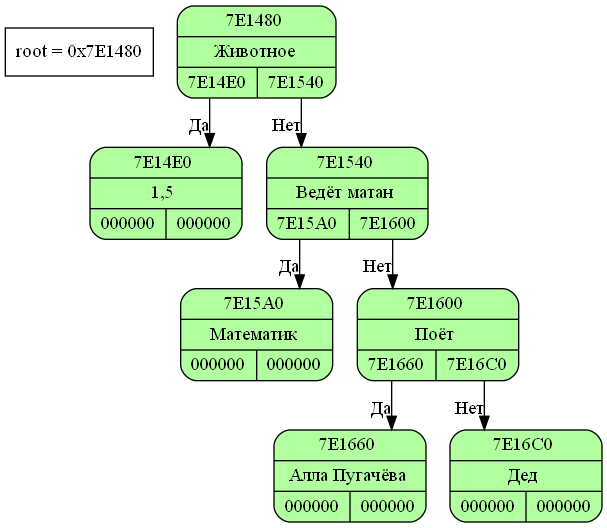 root = 0x7E1480
7E1480
Животное
7E14E0 7E1540
Да Нет
7E14E0 7E1540
1,5 Ведёт матан
000000 000000 7E15A0 7E1600
Да Нет
7E15A0 7E1600
Математик Поёт
000000 000000 7E1660 7E16C0
Да Нет
7E1660 7E16C0
Алла Пугачёва Дед
000000 000000 000000 000000